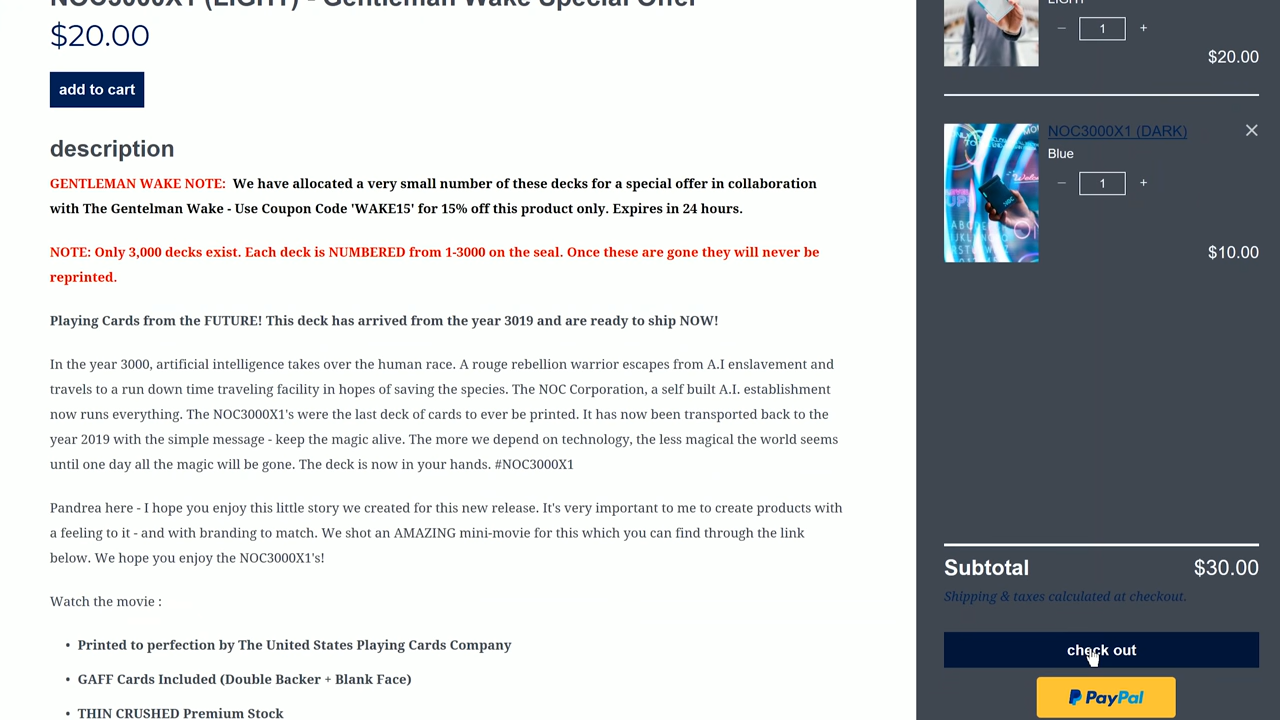 NOC3000X1 (LIGHT) - Gentleman Wake Special Offer
$20.00
add to cart
description
GENTLEMAN WAKE NOTE: We have allocated a very small number of these decks for a special offer in collaboration
with The Gentelman Wake - Use Coupon Code 'WAKE15' for 15% off this product only. Expires in 24 hours.
NOTE: Only 3,000 decks exist. Each deck is NUMBERED from 1-3000 on the seal. Once these are gone they will never be
reprinted.
Playing Cards from the FUTURE! This deck has arrived from the year 3019 and are ready to ship NOW!
In the year 3000, artificial intelligence takes over the human race. A rouge rebellion warrior escapes from A.I enslavement and
travels to a run down time traveling facility in hopes of saving the species. The NOC Corporation, a self built A.I. establishment
now runs everything. The NOC3000X1's were the last deck of cards to ever be printed. It has now been transported back to the
year 2019 with the simple message - keep the magic alive. The more we depend on technology, the less magical the world seems
until one day all the magic will be gone. The deck is now in your hands. #NOC3000X1
Pandrea here - I hope you enjoy this little story we created for this new release. It's very important to me to create products with
a feeling to it - and with branding to match. We shot an AMAZING mini-movie for this which you can find through the link
below. We hope you enjoy the NOC3000X1's!
Watch the movie :
• Printed to perfection by The United States Playing Cards Company
• GAFF Cards Included (Double Backer + Blank Face)
• THIN CRUSHED Premium Stock
LIGHT
− 1 +
$20.00
NOC3000X1 (DARK) ×
Blue
− 1 +
$10.00
Subtotal $30.00
Shipping & taxes calculated at checkout.
check out
PayPal